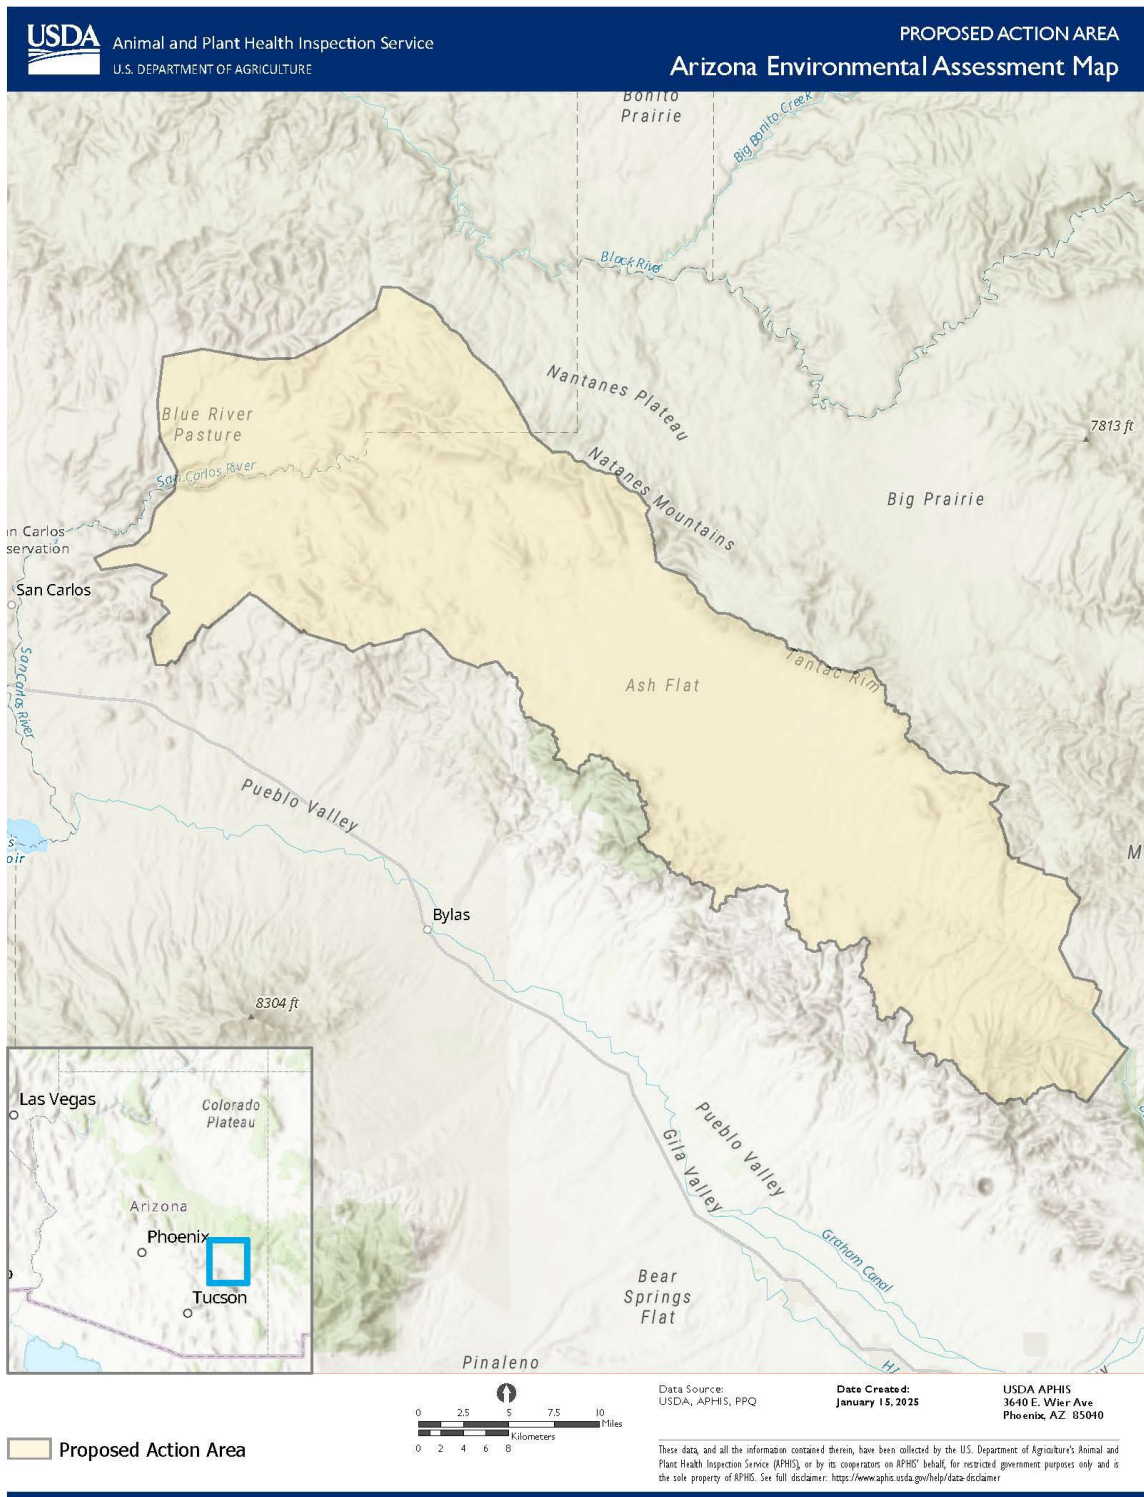 USDA
Animal and Plant Health Inspection Service
U.S. DEPARTMENT OF AGRICULTURE
PROPOSED ACTION AREA
Arizona Environmental Assessment Map
Bonito
Prairie
Big Bonito Creek
Black River
Nantanes Plateau
Blue River
Pasture
7813 ft
Natanes Mountains
San Carlos River
Big Prairie
n Carlos
servation
San Carlos
San Carlos River
Tantac Rim
Ash Flat
Pueblo Valley
s
oir
M
Bylas
8304 ft
Las Vegas
Colorado
Plateau
Arizona
Phoenix
Tucson
Pueblo Valley
Gila Valley
Graham Canal
Bear
Springs
Flat
Pinaleno
Proposed Action Area
0 2.5 5 7.5 10
Miles
Kilometers
0 2 4 6 8
Data Source:
USDA, APHIS, PPQ
Date Created:
January 15, 2025
USDA APHIS
3640 E. Wier Ave
Phoenix, AZ 85040
These data, and all the information contained therein, have been collected by the U.S. Department of Agriculture's Animal and
Plant Health Inspection Service (APHIS), or by its cooperators on APHIS' behalf, for restricted government purposes only and is
the sole property of APHIS. See full disclaimer: https://www.aphis.usda.gov/help/data-disclaimer